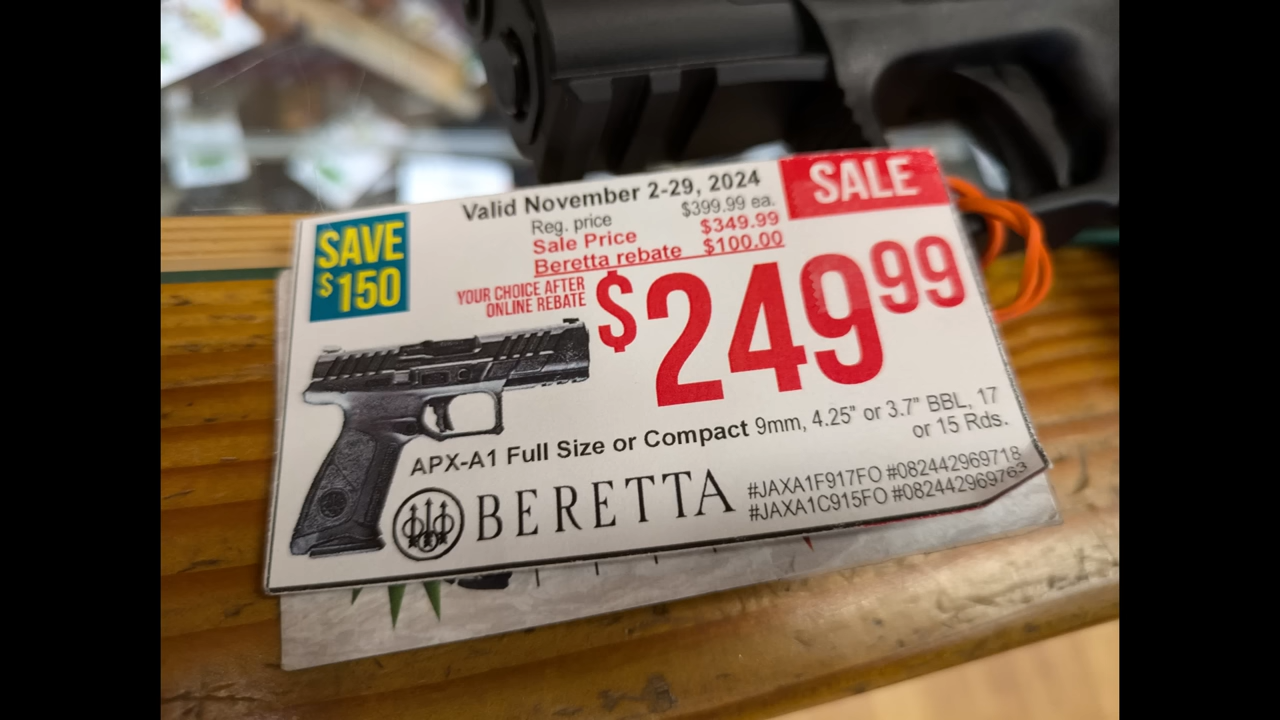 Valid November 2-29, 2024
SALE
Reg. price $399.99 ea.
Sale Price $349.99
Beretta rebate $100.00
SAVE
$150
YOUR CHOICE AFTER
ONLINE REBATE
$249 99
APX-A1 Full Size or Compact 9mm, 4.25" or 3.7" BBL, 17
or 15 Rds.
BERETTA
#JAXA1F917FO #082442969718
#JAXA1C915FO #082442969763